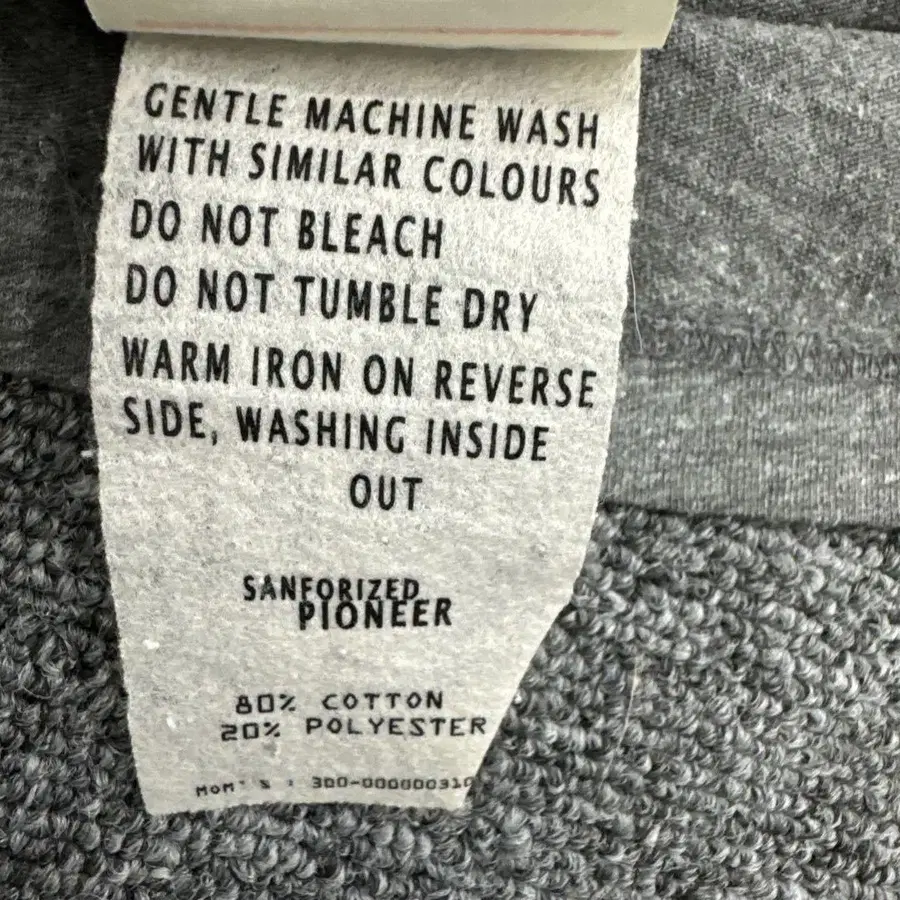 GENTLE MACHINE WASH
WITH SIMILAR COLOURS
DO NOT BLEACH
DO NOT TUMBLE DRY
WARM IRON ON REVERSE
SIDE, WASHING INSIDE
OUT
SANFORIZED
PIONEER
80% COTTON
20% POLYESTER